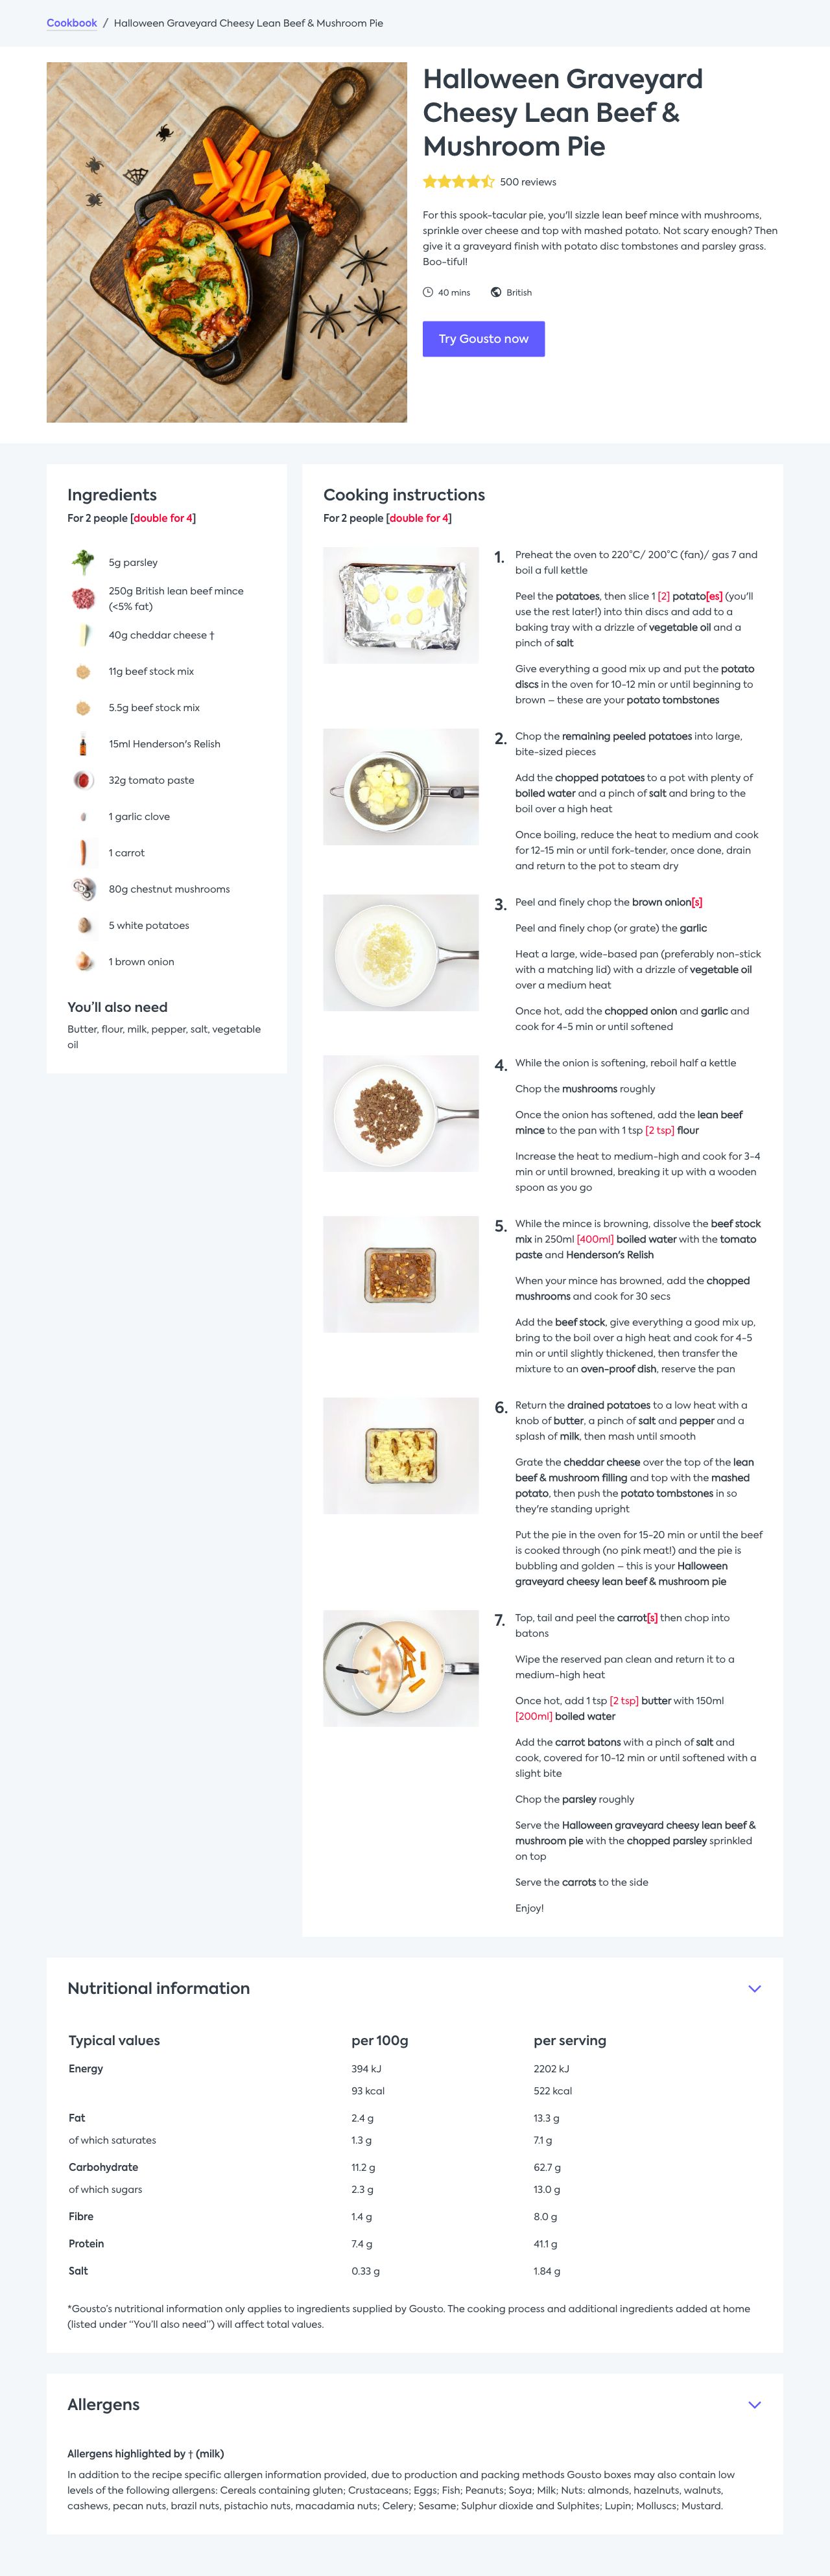 Cookbook / Halloween Graveyard Cheesy Lean Beef & Mushroom Pie
Halloween Graveyard
Cheesy Lean Beef &
Mushroom Pie
500 reviews
For this spook-tacular pie, you'll sizzle lean beef mince with mushrooms,
sprinkle over cheese and top with mashed potato. Not scary enough? Then
give it a graveyard finish with potato disc tombstones and parsley grass.
Boo-tiful!
40 mins British
Try Gousto now
Ingredients
For 2 people [double for 4]
5g parsley
250g British lean beef mince
(<5% fat)
40g cheddar cheese †
11g beef stock mix
5.5g beef stock mix
15ml Henderson's Relish
32g tomato paste
1 garlic clove
1 carrot
80g chestnut mushrooms
5 white potatoes
1 brown onion
You'll also need
Butter, flour, milk, pepper, salt, vegetable
oil
Cooking instructions
For 2 people [double for 4]
1. Preheat the oven to 220°C/ 200°C (fan)/ gas 7 and
boil a full kettle
Peel the potatoes, then slice 1 [2] potato[es] (you'll
use the rest later!) into thin discs and add to a
baking tray with a drizzle of vegetable oil and a
pinch of salt
Give everything a good mix up and put the potato
discs in the oven for 10-12 min or until beginning to
brown – these are your potato tombstones
2. Chop the remaining peeled potatoes into large,
bite-sized pieces
Add the chopped potatoes to a pot with plenty of
boiled water and a pinch of salt and bring to the
boil over a high heat
Once boiling, reduce the heat to medium and cook
for 12-15 min or until fork-tender, once done, drain
and return to the pot to steam dry
3. Peel and finely chop the brown onion[s]
Peel and finely chop (or grate) the garlic
Heat a large, wide-based pan (preferably non-stick
with a matching lid) with a drizzle of vegetable oil
over a medium heat
Once hot, add the chopped onion and garlic and
cook for 4-5 min or until softened
4. While the onion is softening, reboil half a kettle
Chop the mushrooms roughly
Once the onion has softened, add the lean beef
mince to the pan with 1 tsp [2 tsp] flour
Increase the heat to medium-high and cook for 3-4
min or until browned, breaking it up with a wooden
spoon as you go
5. While the mince is browning, dissolve the beef stock
mix in 250ml [400ml] boiled water with the tomato
paste and Henderson's Relish
When your mince has browned, add the chopped
mushrooms and cook for 30 secs
Add the beef stock, give everything a good mix up,
bring to the boil over a high heat and cook for 4-5
min or until slightly thickened, then transfer the
mixture to an oven-proof dish, reserve the pan
6. Return the drained potatoes to a low heat with a
knob of butter, a pinch of salt and pepper and a
splash of milk, then mash until smooth
Grate the cheddar cheese over the top of the lean
beef & mushroom filling and top with the mashed
potato, then push the potato tombstones in so
they're standing upright
Put the pie in the oven for 15-20 min or until the beef
is cooked through (no pink meat!) and the pie is
bubbling and golden – this is your Halloween
graveyard cheesy lean beef & mushroom pie
7. Top, tail and peel the carrot[s] then chop into
batons
Wipe the reserved pan clean and return it to a
medium-high heat
Once hot, add 1 tsp [2 tsp] butter with 150ml
[200ml] boiled water
Add the carrot batons with a pinch of salt and
cook, covered for 10-12 min or until softened with a
slight bite
Chop the parsley roughly
Serve the Halloween graveyard cheesy lean beef &
mushroom pie with the chopped parsley sprinkled
on top
Serve the carrots to the side
Enjoy!
Nutritional information
Typical values per 100g per serving
Energy 394 kJ 2202 kJ
93 kcal 522 kcal
Fat 2.4 g 13.3 g
of which saturates 1.3 g 7.1 g
Carbohydrate 11.2 g 62.7 g
of which sugars 2.3 g 13.0 g
Fibre 1.4 g 8.0 g
Protein 7.4 g 41.1 g
Salt 0.33 g 1.84 g
*Gousto's nutritional information only applies to ingredients supplied by Gousto. The cooking process and additional ingredients added at home
(listed under "You'll also need") will affect total values.
Allergens
Allergens highlighted by † (milk)
In addition to the recipe specific allergen information provided, due to production and packing methods Gousto boxes may also contain low
levels of the following allergens: Cereals containing gluten; Crustaceans; Eggs; Fish; Peanuts; Soya; Milk; Nuts: almonds, hazelnuts, walnuts,
cashews, pecan nuts, brazil nuts, pistachio nuts, macadamia nuts; Celery; Sesame; Sulphur dioxide and Sulphites; Lupin; Molluscs; Mustard.